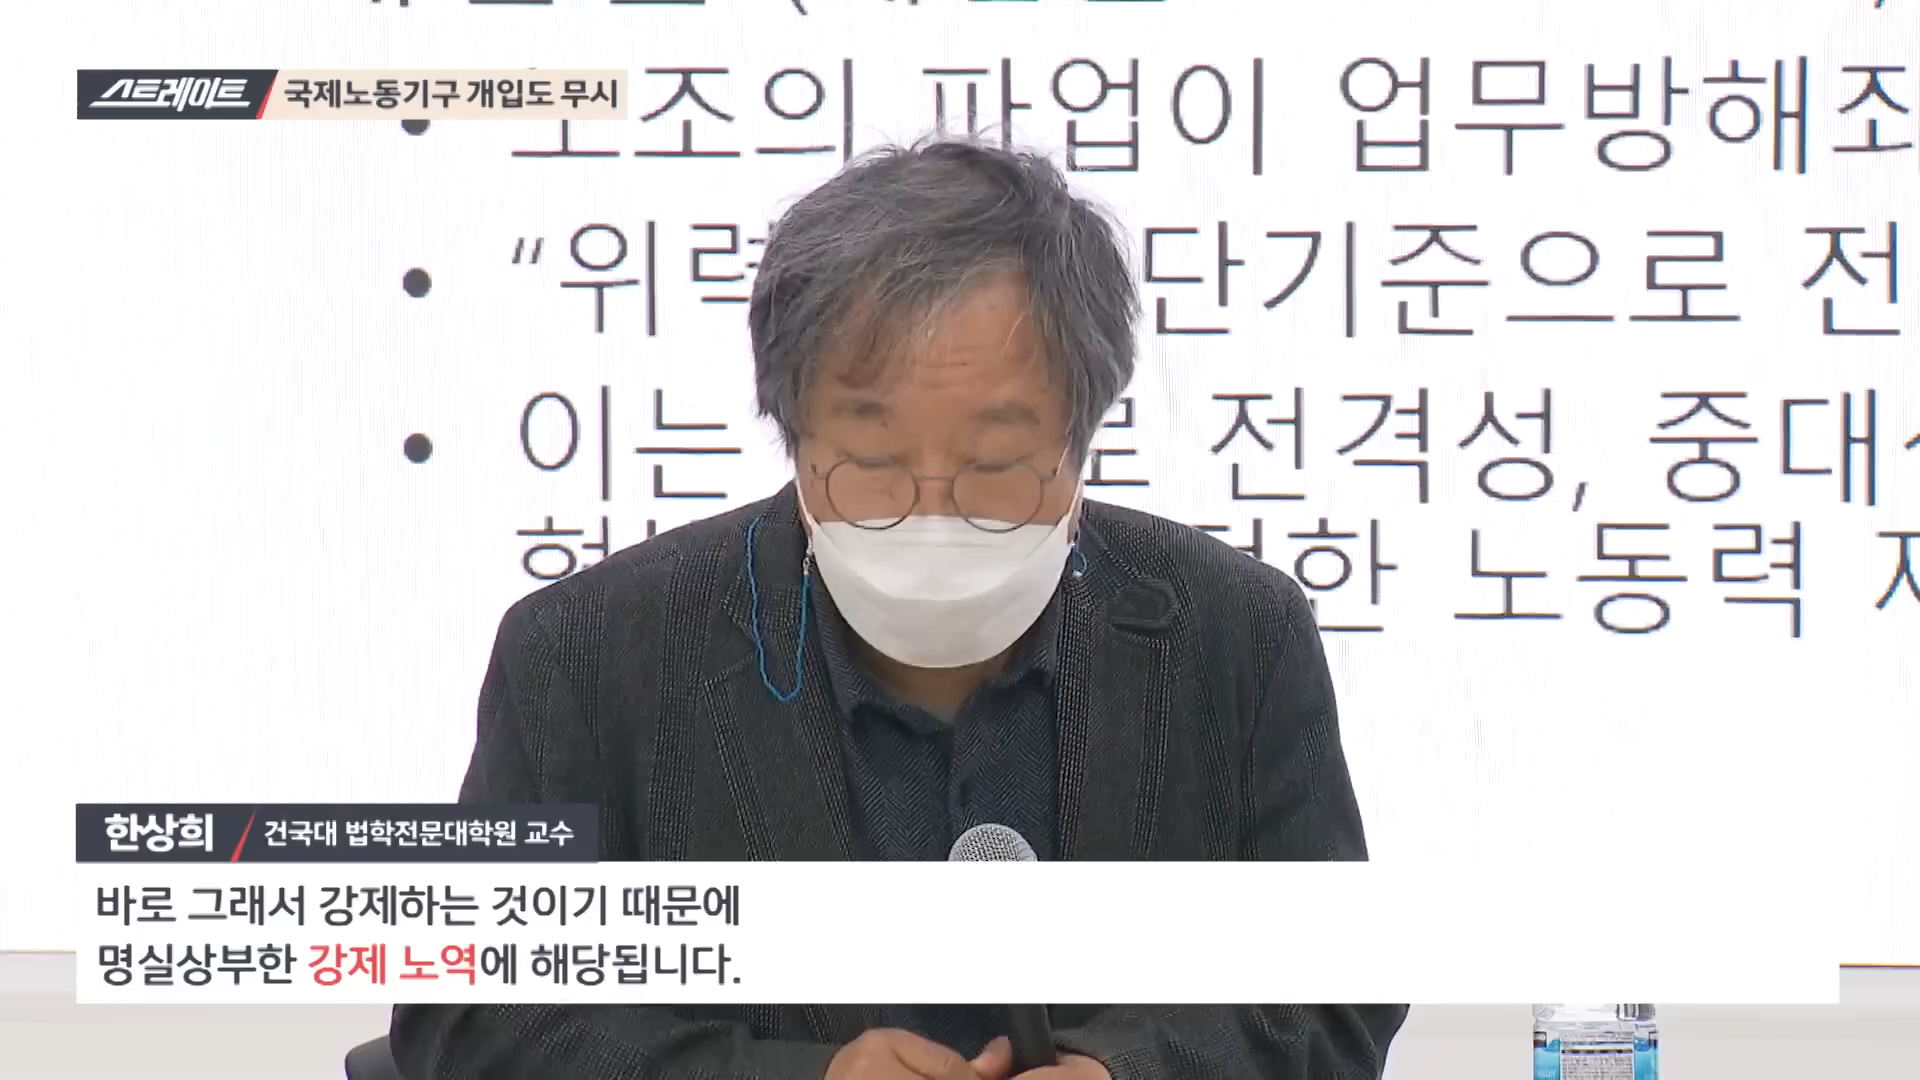 스트레이트 국제노동기구 개입도 무시
노조의 파업이 업무방해죄
“위력 단기준으로 전
이는 로 전격성, 중대
한 노동력
한상희 건국대 법학전문대학원 교수
바로 그래서 강제하는 것이기 때문에
명실상부한 강제 노역에 해당됩니다.